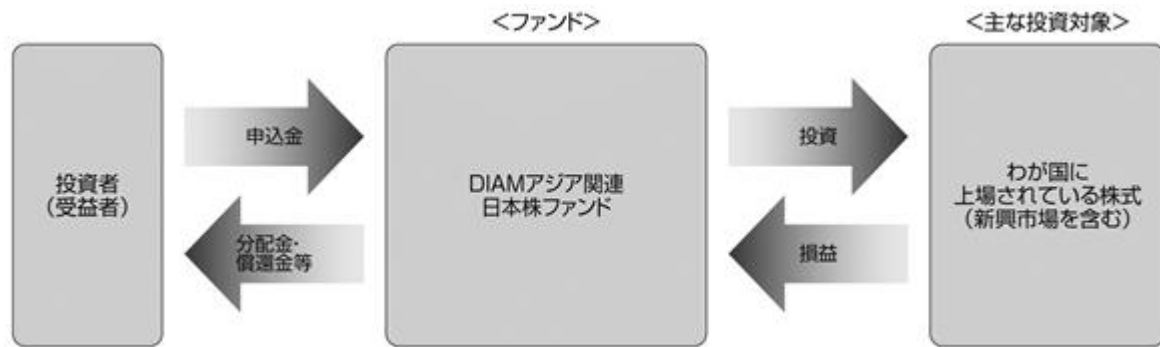 <ファンド>
<主な投資対象>
投資者
(受益者)
申込金
分配金・
償還金等
DIAMアジア関連
日本株ファンド
投資
損益
わが国に
上場されている株式
(新興市場を含む)